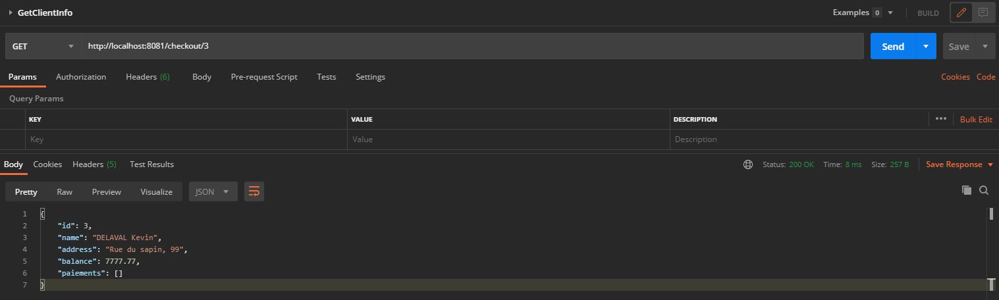 GetClientInfo Examples 0 BUILD
GET http://localhost:8081/checkout/3 Send Save
Params Authorization Headers (6) Body Pre-request Script Tests Settings Cookies Code
Query Params
KEY VALUE DESCRIPTION ••• Bulk Edit
Key Value Description
Body Cookies Headers (5) Test Results Status: 200 OK Time: 8 ms Size: 257 B Save Response
Pretty Raw Preview Visualize JSON
1 {
2 "id": 3,
3 "name": "DELAVAL Kevin",
4 "address": "Rue du sapin, 99",
5 "balance": 7777.77,
6 "paiements": []
7 }